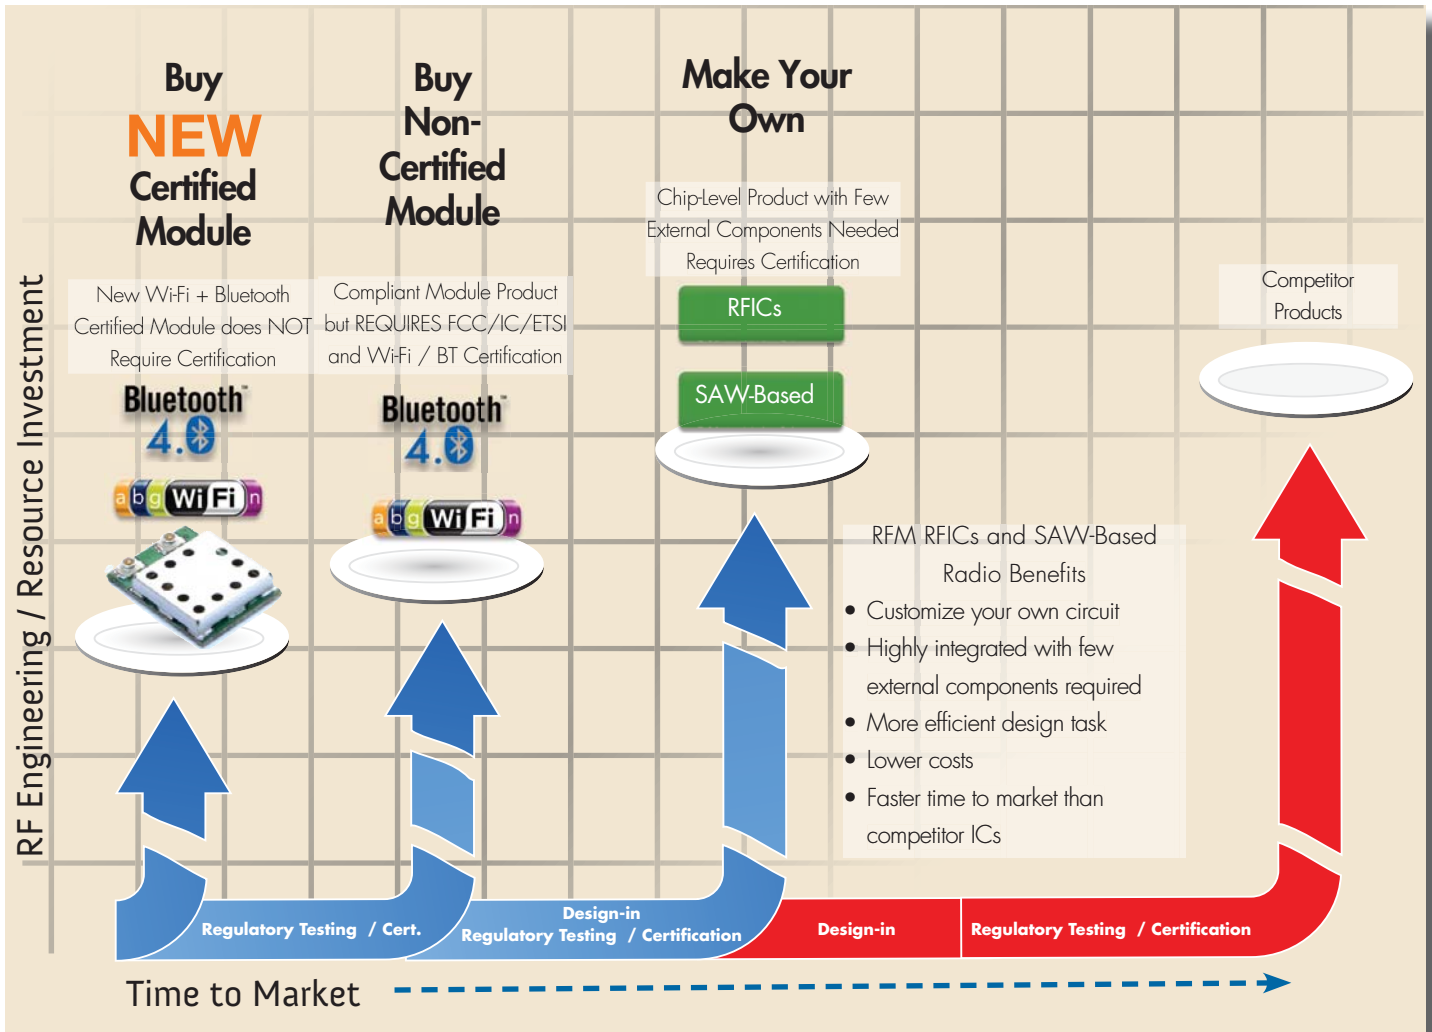 Buy
NEW
Certified
Module
New Wi-Fi + Bluetooth
Certified Module does NOT
Require Certification
Bluetooth™
4.0
a b g Wi Fi n
Buy
Non-
Certified
Module
Compliant Module Product
but REQUIRES FCC/IC/ETSI
and Wi-Fi / BT Certification
Bluetooth™
4.0
a b g Wi Fi n
Make Your
Own
Chip-Level Product with Few
External Components Needed
Requires Certification
RFICs
SAW-Based
Competitor
Products
RFM RFICs and SAW-Based
Radio Benefits
• Customize your own circuit
• Highly integrated with few
external components required
• More efficient design task
• Lower costs
• Faster time to market than
competitor ICs
RF Engineering / Resource Investment
Regulatory Testing / Cert.
Design-in
Regulatory Testing / Certification
Design-in
Regulatory Testing / Certification
Time to Market